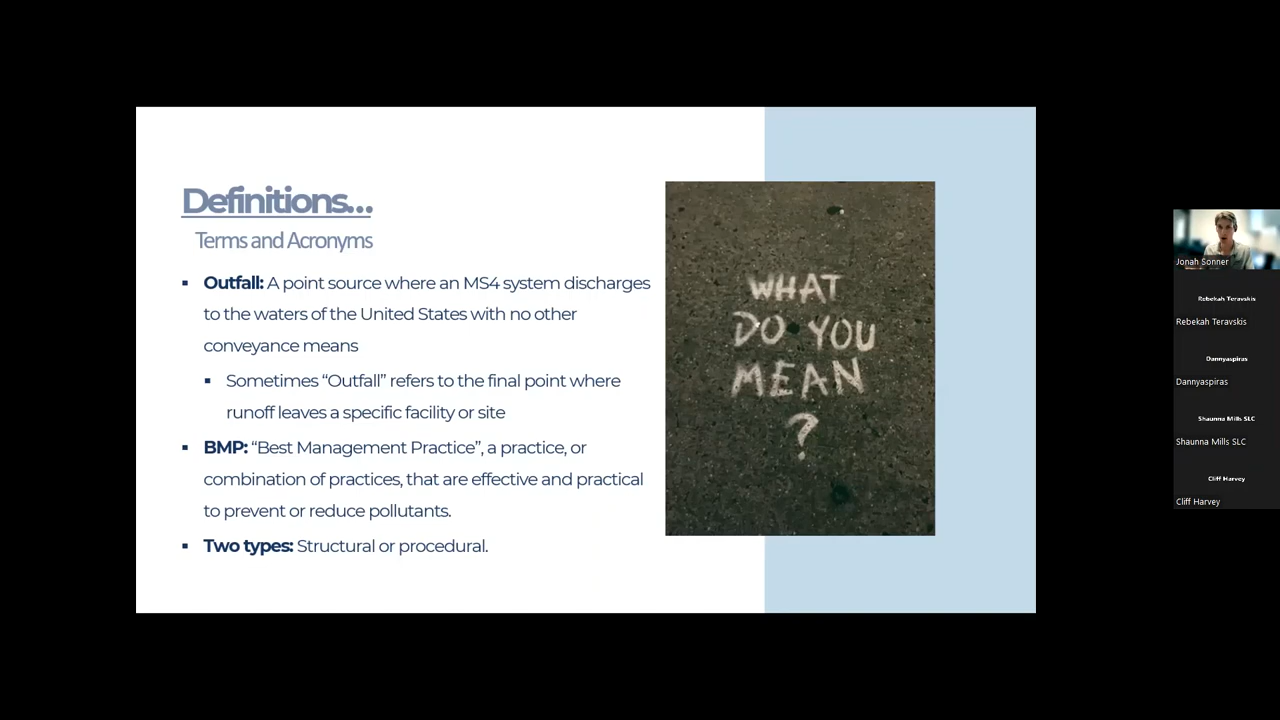 Definitions...
Terms and Acronyms
▪ Outfall: A point source where an MS4 system discharges
to the waters of the United States with no other
conveyance means
▪ Sometimes “Outfall” refers to the final point where
runoff leaves a specific facility or site
▪ BMP: “Best Management Practice”, a practice, or
combination of practices, that are effective and practical
to prevent or reduce pollutants.
▪ Two types: Structural or procedural.
WHAT
DO YOU
MEAN
?
Jonah Sonner
Rebekah Teravskis
Rebekah Teravskis
Dannyaspiras
Dannyaspiras
Shaunna Mills SLC
Shaunna Mills SLC
Cliff Harvey
Cliff Harvey